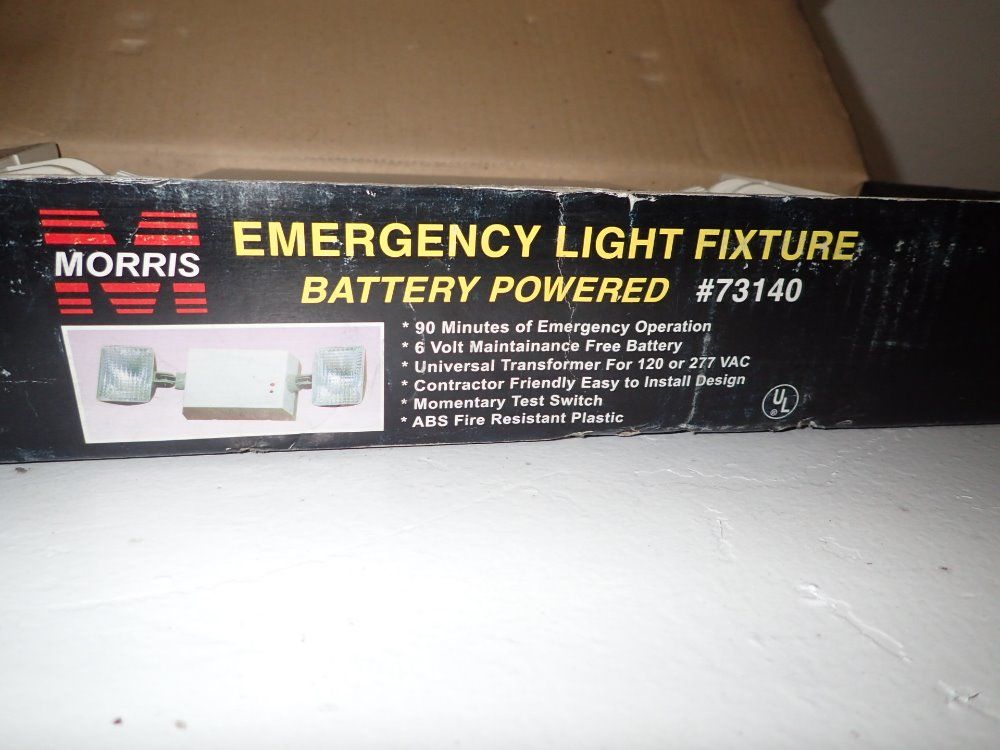 MORRIS
EMERGENCY LIGHT FIXTURE
BATTERY POWERED #73140
* 90 Minutes of Emergency Operation
* 6 Volt Maintainance Free Battery
* Universal Transformer For 120 or 277 VAC
* Contractor Friendly Easy to Install Design
* Momentary Test Switch
* ABS Fire Resistant Plastic
UL
®